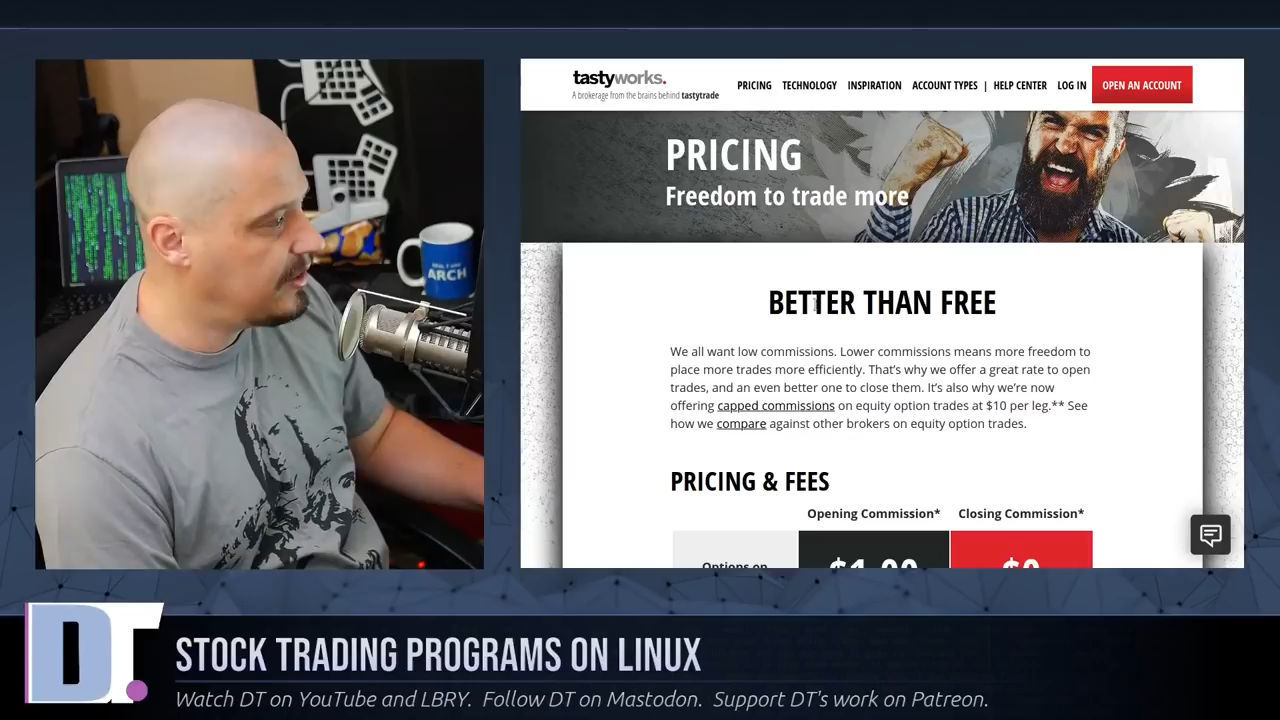 tastyworks.
A brokerage from the brains behind tastytrade
PRICING TECHNOLOGY INSPIRATION ACCOUNT TYPES | HELP CENTER LOG IN OPEN AN ACCOUNT
PRICING
Freedom to trade more
BETTER THAN FREE
We all want low commissions. Lower commissions means more freedom to
place more trades more efficiently. That's why we offer a great rate to open
trades, and an even better one to close them. It's also why we're now
offering capped commissions on equity option trades at $10 per leg.** See
how we compare against other brokers on equity option trades.
PRICING & FEES
Opening Commission* Closing Commission*
Options on $1.00 $0
ARCH
DT.
STOCK TRADING PROGRAMS ON LINUX
Watch DT on YouTube and LBRY. Follow DT on Mastodon. Support DT's work on Patreon.